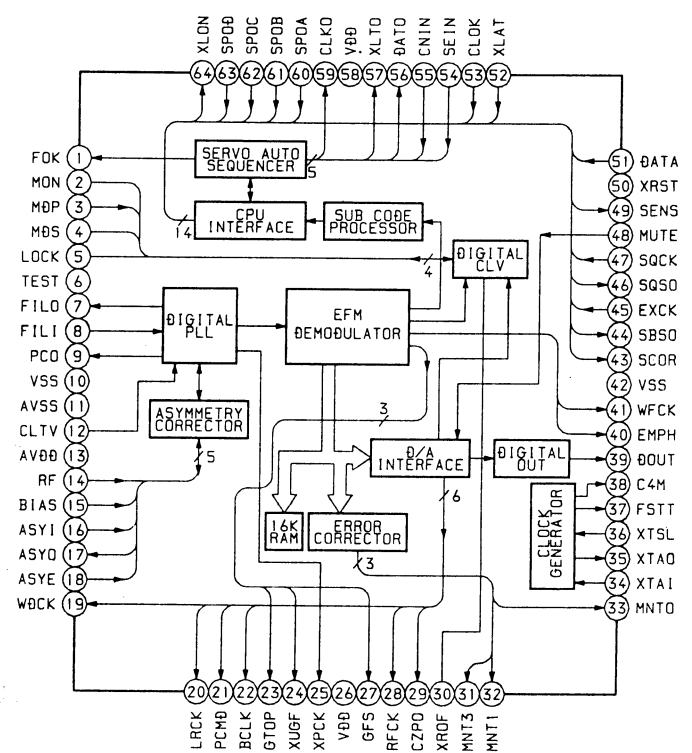 XLON
SPOD
SPOC
SPOB
SPOA
CLKO
VDD
XLTO
DATO
CNIN
SEIN
CLOK
XLAT
64
63
62
61
60
59
58
57
56
55
54
53
52
FOK 1
MON 2
MDP 3
MDS 4
LOCK 5
TEST 6
FILO 7
FILI 8
PCO 9
VSS 10
AVSS 11
CLTV 12
AVDD 13
RF 14
BIAS 15
ASYI 16
ASYO 17
ASYE 18
WDCK 19
SERVO AUTO
SEQUENCER
5
CPU
INTERFACE
14
SUB CODE
PROCESSOR
DIGITAL
CLV
4
DIGITAL
PLL
EFM
DEMODULATOR
ASYMMETRY
CORRECTOR
5
3
D/A
INTERFACE
6
DIGITAL
OUT
16K
RAM
ERROR
CORRECTOR
3
CLOCK
GENERATOR
51 DATA
50 XRST
49 SENS
48 MUTE
47 SQCK
46 SQSO
45 EXCK
44 SBSO
43 SCOR
42 VSS
41 WFCK
40 EMPH
39 DOUT
38 C4M
37 FSTT
36 XTSL
35 XTAO
34 XTAI
33 MNTO
20
21
22
23
24
25
26
27
28
29
30
31
32
LRCK
PCMD
BCLK
GTOP
XUGF
XPCK
VDD
GFS
RFCK
CZPO
XROF
MNT3
MNT1